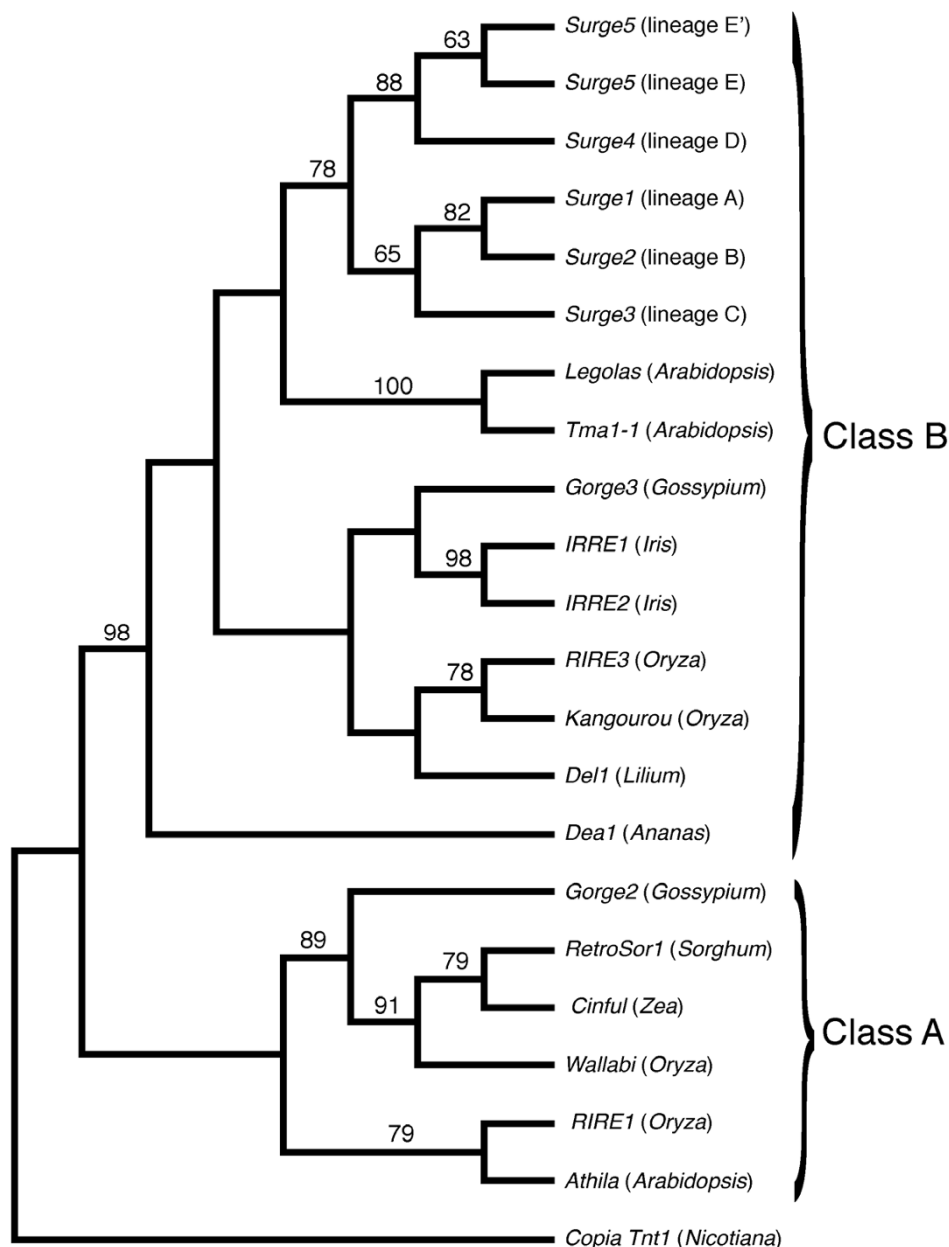 63
Surge5 (lineage E’)
88
Surge5 (lineage E)
Surge4 (lineage D)
78
82
Surge1 (lineage A)
65
Surge2 (lineage B)
Surge3 (lineage C)
Legolas (Arabidopsis)
100
Tma1-1 (Arabidopsis)
Class B
Gorge3 (Gossypium)
98
IRRE1 (Iris)
IRRE2 (Iris)
98
78
RIRE3 (Oryza)
Kangourou (Oryza)
Del1 (Lilium)
Dea1 (Ananas)
Gorge2 (Gossypium)
89
79
RetroSor1 (Sorghum)
91
Cinful (Zea)
Class A
Wallabi (Oryza)
RIRE1 (Oryza)
79
Athila (Arabidopsis)
Copia Tnt1 (Nicotiana)